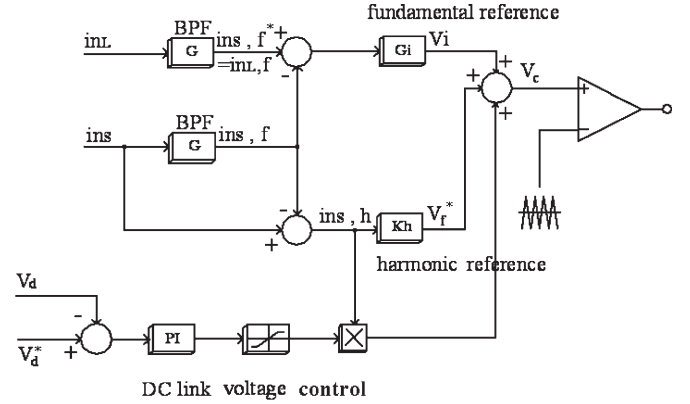 fundamental reference
inL
BPF
G
ins , f*
=inL,f
+
-
Gi
Vi
+
+
+
Vc
+
-
ins
BPF
G
ins , f
-
+
ins , h
Kh
Vf*
harmonic reference
Vd
-
Vd*
+
PI
DC link voltage control